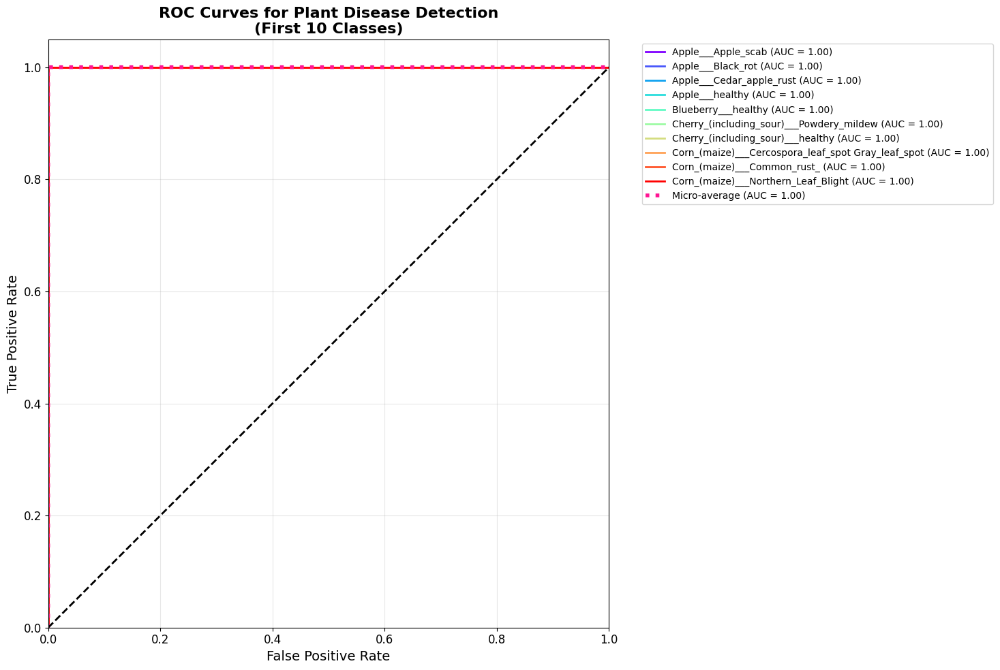 ROC Curves for Plant Disease Detection
(First 10 Classes)
True Positive Rate
1.0
0.8
0.6
0.4
0.2
0.0
0.0 0.2 0.4 0.6 0.8 1.0
False Positive Rate
Apple___Apple_scab (AUC = 1.00)
Apple___Black_rot (AUC = 1.00)
Apple___Cedar_apple_rust (AUC = 1.00)
Apple___healthy (AUC = 1.00)
Blueberry___healthy (AUC = 1.00)
Cherry_(including_sour)___Powdery_mildew (AUC = 1.00)
Cherry_(including_sour)___healthy (AUC = 1.00)
Corn_(maize)___Cercospora_leaf_spot Gray_leaf_spot (AUC = 1.00)
Corn_(maize)___Common_rust_ (AUC = 1.00)
Corn_(maize)___Northern_Leaf_Blight (AUC = 1.00)
Micro-average (AUC = 1.00)